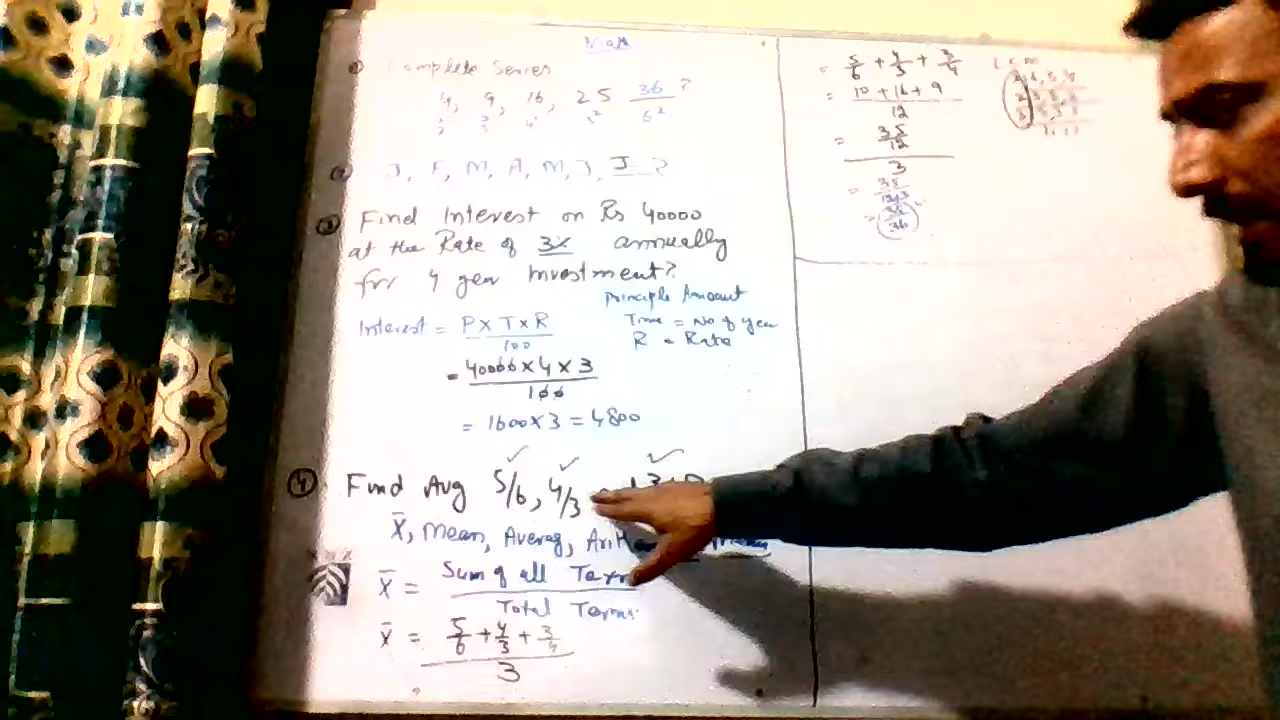 Math
Complete Series
4, 9, 16, 25 36 ?
2² 3² 4² 5² 6²
J, F, M, A, M, J, J ?
③ Find Interest on Rs 40000
at the Rate of 3% annually
for 4 year Investment?
principle Amount
Interest = P X T X R Time = No of year
100 R = Rate
= 40000 X 4 X 3
100
= 1600 X 3 = 4800
④ Find Avg 5/6, 4/3
X̄, Mean, Averag,
X̄ = Sum of all
Total Terms
X̄ = 5/6 + 4/3 + 3/4
3
= 5/6 + 4/3 + 3/4
= 10 + 16 + 9
12
= 35/12
3
= 35
35
36